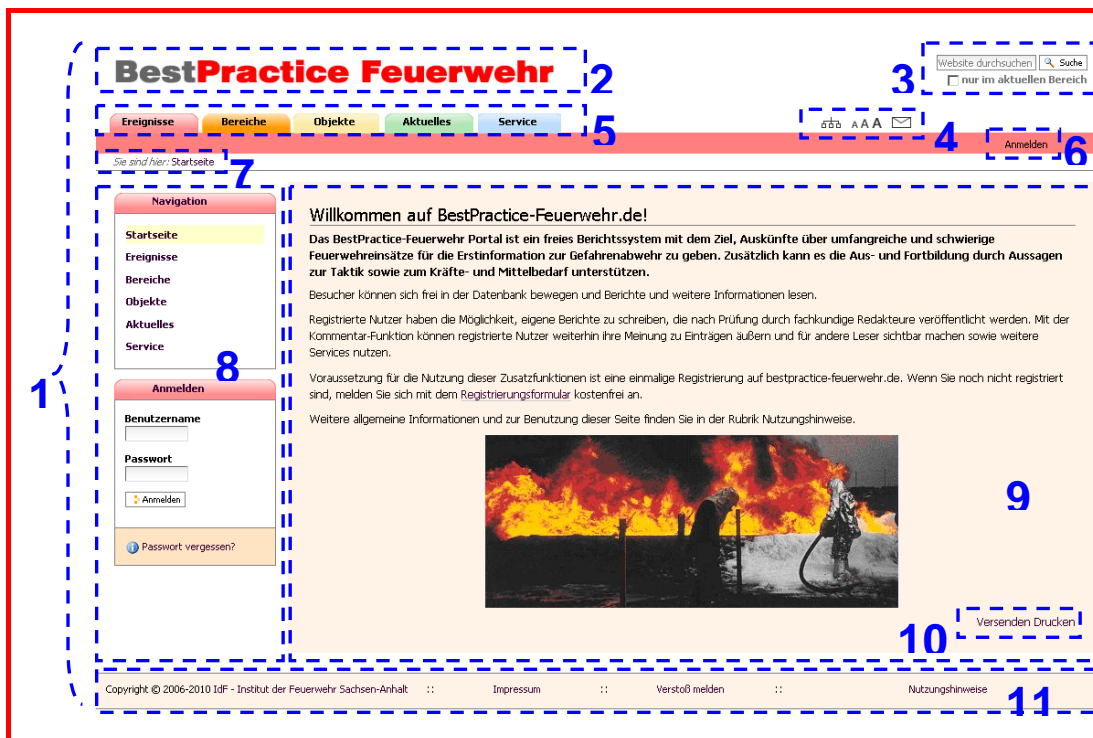 BestPractice Feuerwehr
2
3
Website durchsuchen Suche
nur im aktuellen Bereich
Ereignisse Bereiche Objekte Aktuelles Service
5
A A A
4
Anmelden
6
Sie sind hier: Startseite
7
1
Navigation
Startseite
Ereignisse
Bereiche
Objekte
Aktuelles
Service
8
Anmelden
Benutzername
Passwort
Anmelden
Passwort vergessen?
Willkommen auf BestPractice-Feuerwehr.de!
Das BestPractice-Feuerwehr Portal ist ein freies Berichtssystem mit dem Ziel, Auskünfte über umfangreiche und schwierige
Feuerwehreinsätze für die Erstinformation zur Gefahrenabwehr zu geben. Zusätzlich kann es die Aus- und Fortbildung durch Aussagen
zur Taktik sowie zum Kräfte- und Mittelbedarf unterstützen.
Besucher können sich frei in der Datenbank bewegen und Berichte und weitere Informationen lesen.
Registrierte Nutzer haben die Möglichkeit, eigene Berichte zu schreiben, die nach Prüfung durch fachkundige Redakteure veröffentlicht werden. Mit der
Kommentar-Funktion können registrierte Nutzer weiterhin ihre Meinung zu Einträgen äußern und für andere Leser sichtbar machen sowie weitere
Services nutzen.
Voraussetzung für die Nutzung dieser Zusatzfunktionen ist eine einmalige Registrierung auf bestpractice-feuerwehr.de. Wenn Sie noch nicht registriert
sind, melden Sie sich mit dem Registrierungsformular kostenfrei an.
Weitere allgemeine Informationen und zur Benutzung dieser Seite finden Sie in der Rubrik Nutzungshinweise.
9
Versenden Drucken
10
Copyright © 2006-2010 IdF - Institut der Feuerwehr Sachsen-Anhalt :: Impressum :: Verstoß melden :: Nutzungshinweise
11